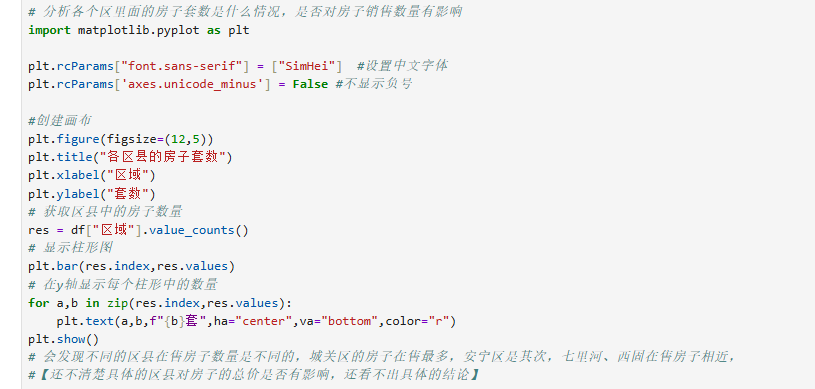 # 分析各个区里面的房子套数是什么情况，是否对房子销售数量有影响
import matplotlib.pyplot as plt
plt.rcParams["font.sans-serif"] = ["SimHei"]  #设置中文字体
plt.rcParams['axes.unicode_minus'] = False #不显示负号
#创建画布
plt.figure(figsize=(12,5))
plt.title("各区县的房子套数")
plt.xlabel("区域")
plt.ylabel("套数")
# 获取区县中的房子数量
res = df["区域"].value_counts()
# 显示柱形图
plt.bar(res.index,res.values)
# 在y轴显示每个柱形中的数量
for a,b in zip(res.index,res.values):
    plt.text(a,b,f"{b}套",ha="center",va="bottom",color="r")
plt.show()
# 会发现不同的区县在售房子数量是不同的，城关区的房子在售最多，安宁区是其次，七里河、西固在售房子相近，
#【还不清楚具体的区县对房子的总价是否有影响，还看不出具体的结论】